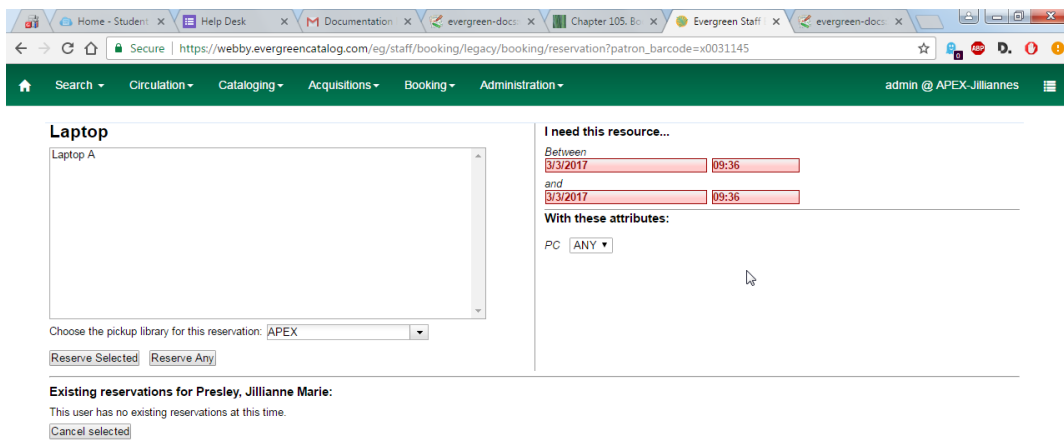 Home - Student
Help Desk
Documentation
evergreen-docs:
Chapter 105. Bo
Evergreen Staff
evergreen-docs
Secure | https://webby.evergreencatalog.com/eg/staff/booking/legacy/booking/reservation?patron_barcode=x0031145
0
ABP
D.
Search
Circulation
Cataloging
Acquisitions
Booking
Administration
admin @ APEX-Jilliannes
Laptop
Laptop A
Choose the pickup library for this reservation: APEX
Reserve Selected
Reserve Any
I need this resource...
Between
3/3/2017 09:36
and
3/3/2017 09:36
With these attributes:
PC ANY
Existing reservations for Presley, Jillianne Marie:
This user has no existing reservations at this time.
Cancel selected